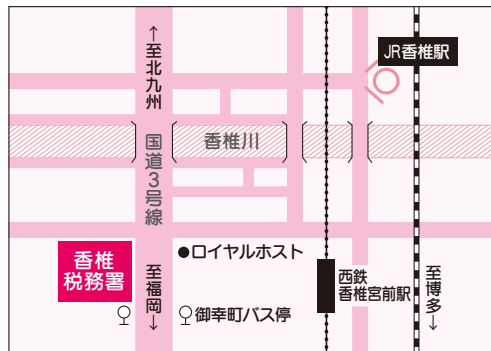 ↑至北九州
JR香椎駅
国道3号線
香椎川
香椎
税務署
●ロイヤルホスト
至福岡↓
御幸町バス停
西鉄
香椎宮前駅
至博多↓